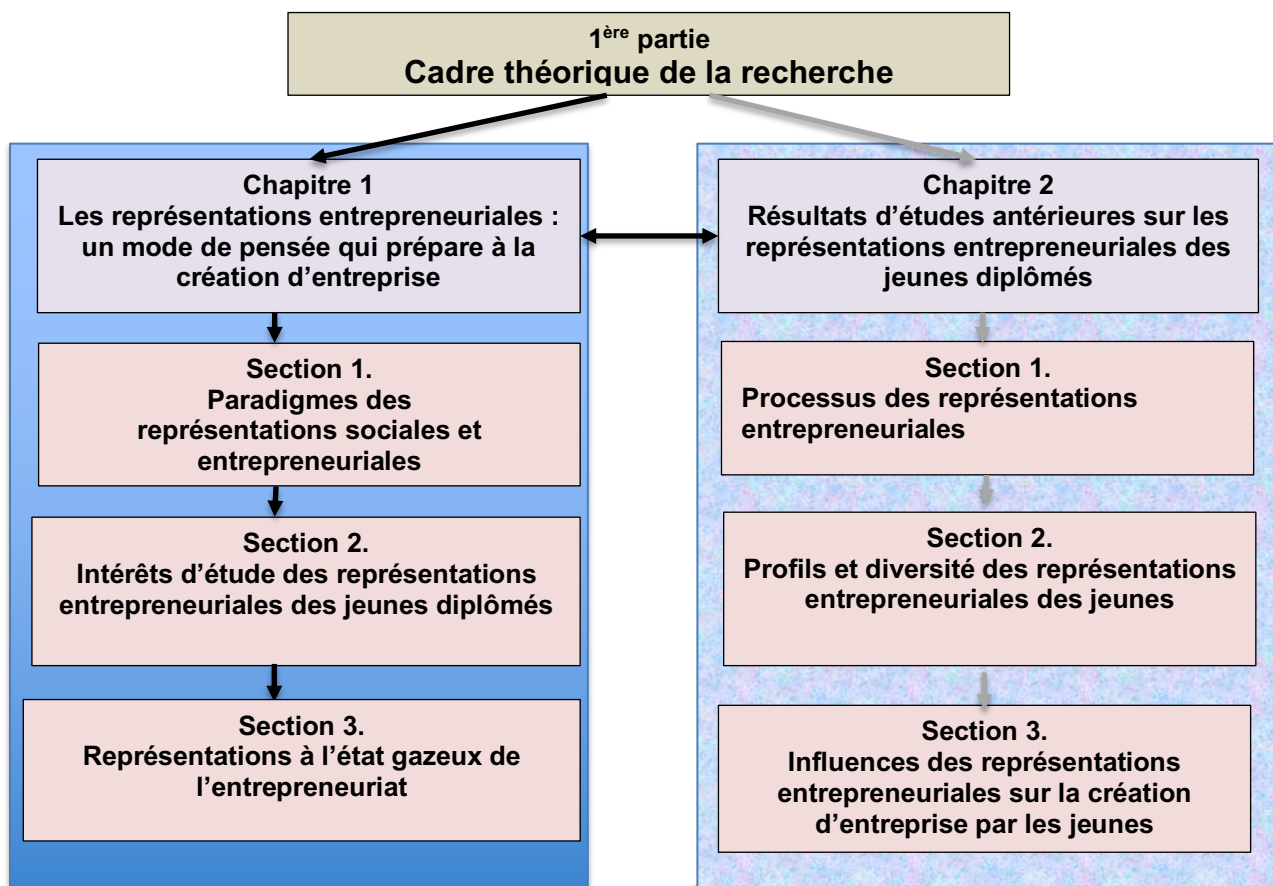 1ère partie
Cadre théorique de la recherche
Chapitre 1
Les représentations entrepreneuriales :
un mode de pensée qui prépare à la
création d’entreprise
Section 1.
Paradigmes des
représentations sociales et
entrepreneuriales
Section 2.
Intérêts d’étude des représentations
entrepreneuriales des jeunes diplômés
Section 3.
Représentations à l’état gazeux de
l’entrepreneuriat
Chapitre 2
Résultats d’études antérieures sur les
représentations entrepreneuriales des
jeunes diplômés
Section 1.
Processus des représentations
entrepreneuriales
Section 2.
Profils et diversité des représentations
entrepreneuriales des jeunes
Section 3.
Influences des représentations
entrepreneuriales sur la création
d’entreprise par les jeunes